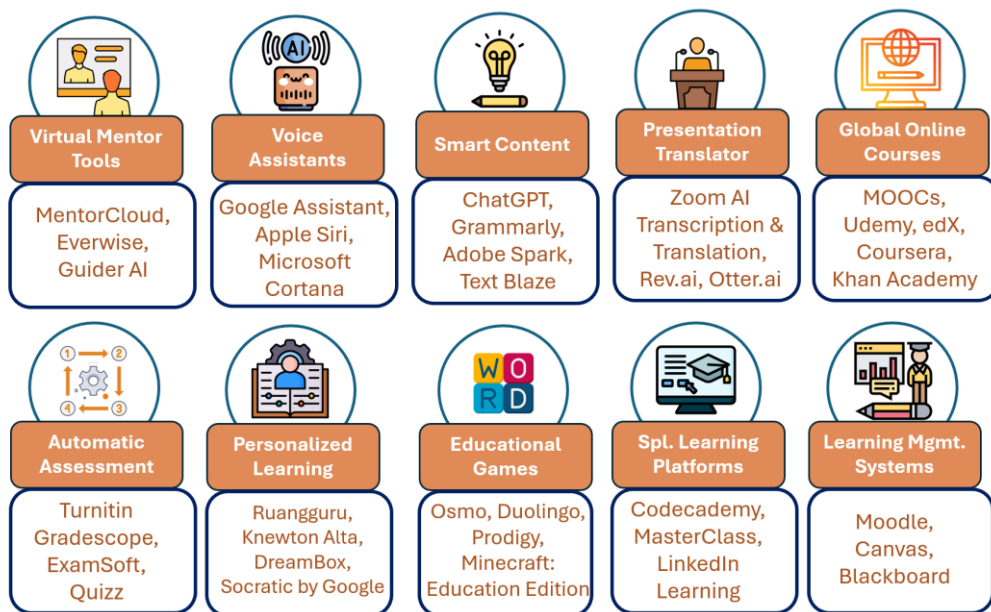 AI
Virtual Mentor
Tools
MentorCloud,
Everwise,
Guider AI
Voice
Assistants
Google Assistant,
Apple Siri,
Microsoft
Cortana
Smart Content
ChatGPT,
Grammarly,
Adobe Spark,
Text Blaze
Presentation
Translator
Zoom AI
Transcription &
Translation,
Rev.ai, Otter.ai
Global Online
Courses
MOOCs,
Udemy, edX,
Coursera,
Khan Academy
1
2
4
3
Automatic
Assessment
Turnitin
Gradescope,
ExamSoft,
Quizz
Personalized
Learning
Ruangguru,
Knewton Alta,
DreamBox,
Socratic by Google
W O
R D
Educational
Games
Osmo, Duolingo,
Prodigy,
Minecraft:
Education Edition
Spl. Learning
Platforms
Codecademy,
MasterClass,
LinkedIn
Learning
Learning Mgmt.
Systems
Moodle,
Canvas,
Blackboard